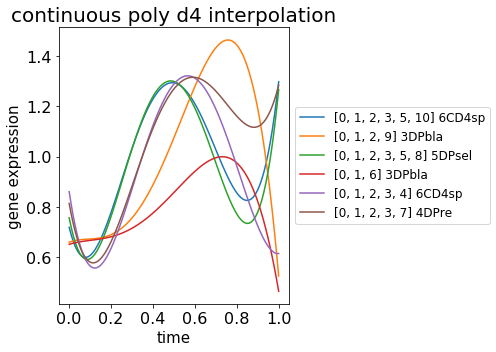 continuous poly d4 interpolation
gene expression
1.4
1.2
1.0
0.8
0.6
0.0 0.2 0.4 0.6 0.8 1.0
time
[0, 1, 2, 3, 5, 10] 6CD4sp
[0, 1, 2, 9] 3DPbla
[0, 1, 2, 3, 5, 8] 5DPsel
[0, 1, 6] 3DPbla
[0, 1, 2, 3, 4] 6CD4sp
[0, 1, 2, 3, 7] 4DPre